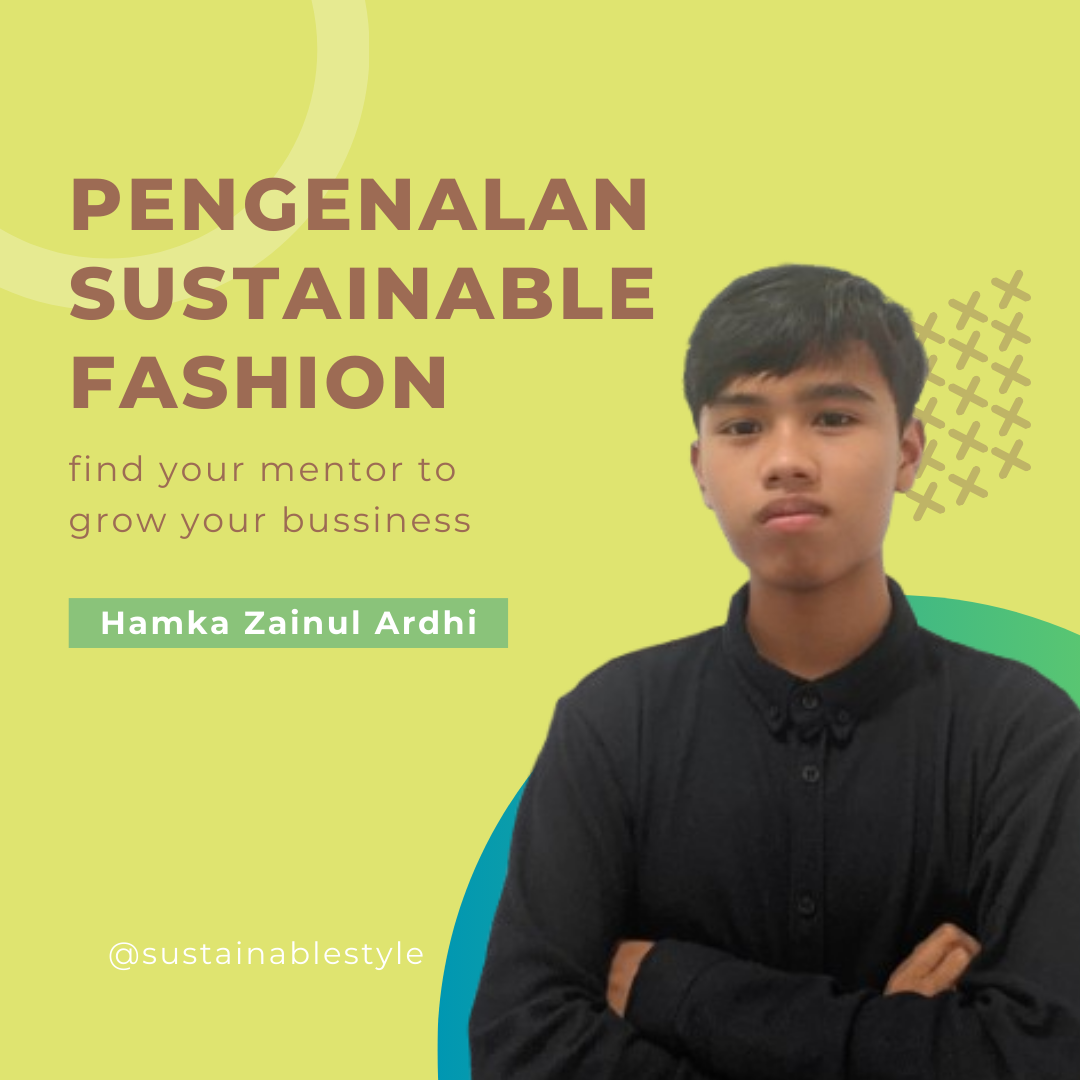 PENGENALAN
SUSTAINABLE
FASHION
find your mentor to
grow your bussiness
Hamka Zainul Ardhi
@sustainablestyle